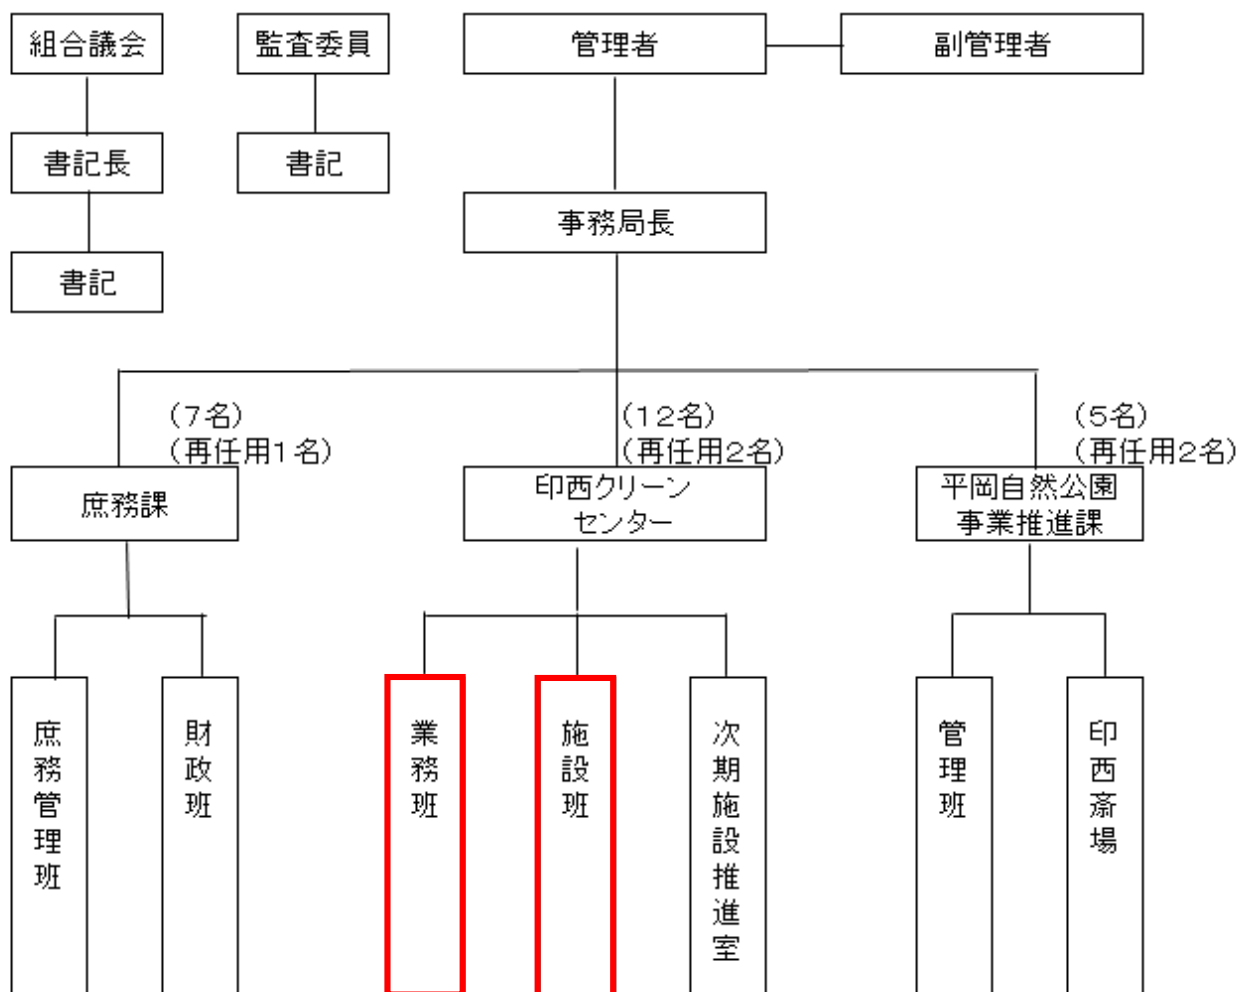 組合議会
監査委員
管理者
副管理者
書記長
書記
事務局長
書記
(7名)
(再任用1名)
(12名)
(再任用2名)
(5名)
(再任用2名)
庶務課
印西クリーン
センター
平岡自然公園
事業推進課
庶務管理班
財政班
業務班
施設班
次期施設推進室
管理班
印西斎場